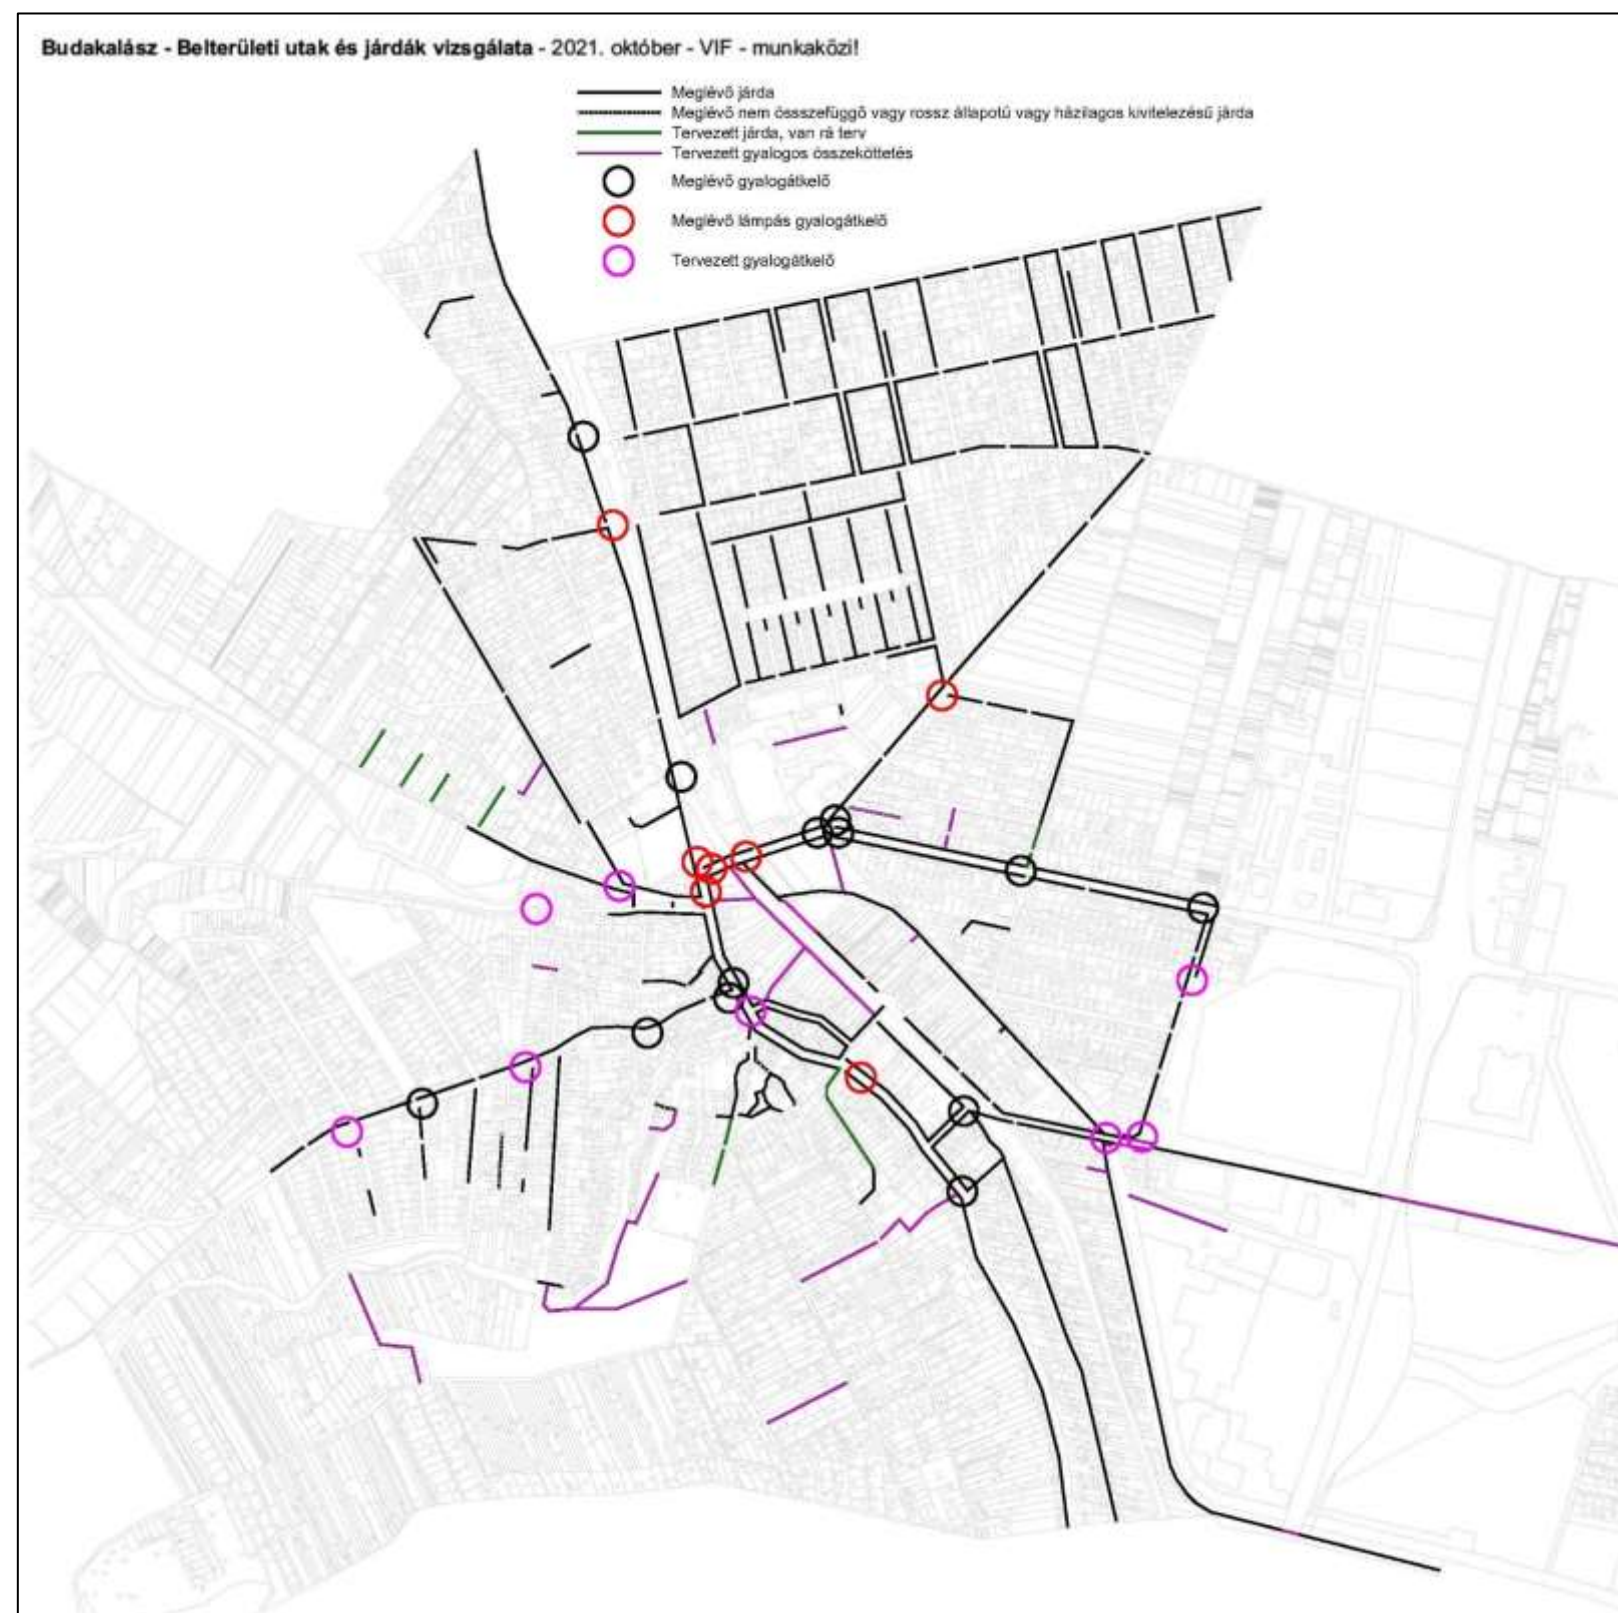 Budakalász - Belterületi utak és járdák vizsgálata - 2021. október - VIF - munkaközi!
Meglévő járda
Meglévő nem össszefüggő vagy rossz állapotú vagy házilagos kivitelezésű járda
Tervezett járda, van rá terv
Tervezett gyalogos összeköttetés
Meglévő gyalogátkelő
Meglévő lámpás gyalogátkelő
Tervezett gyalogátkelő